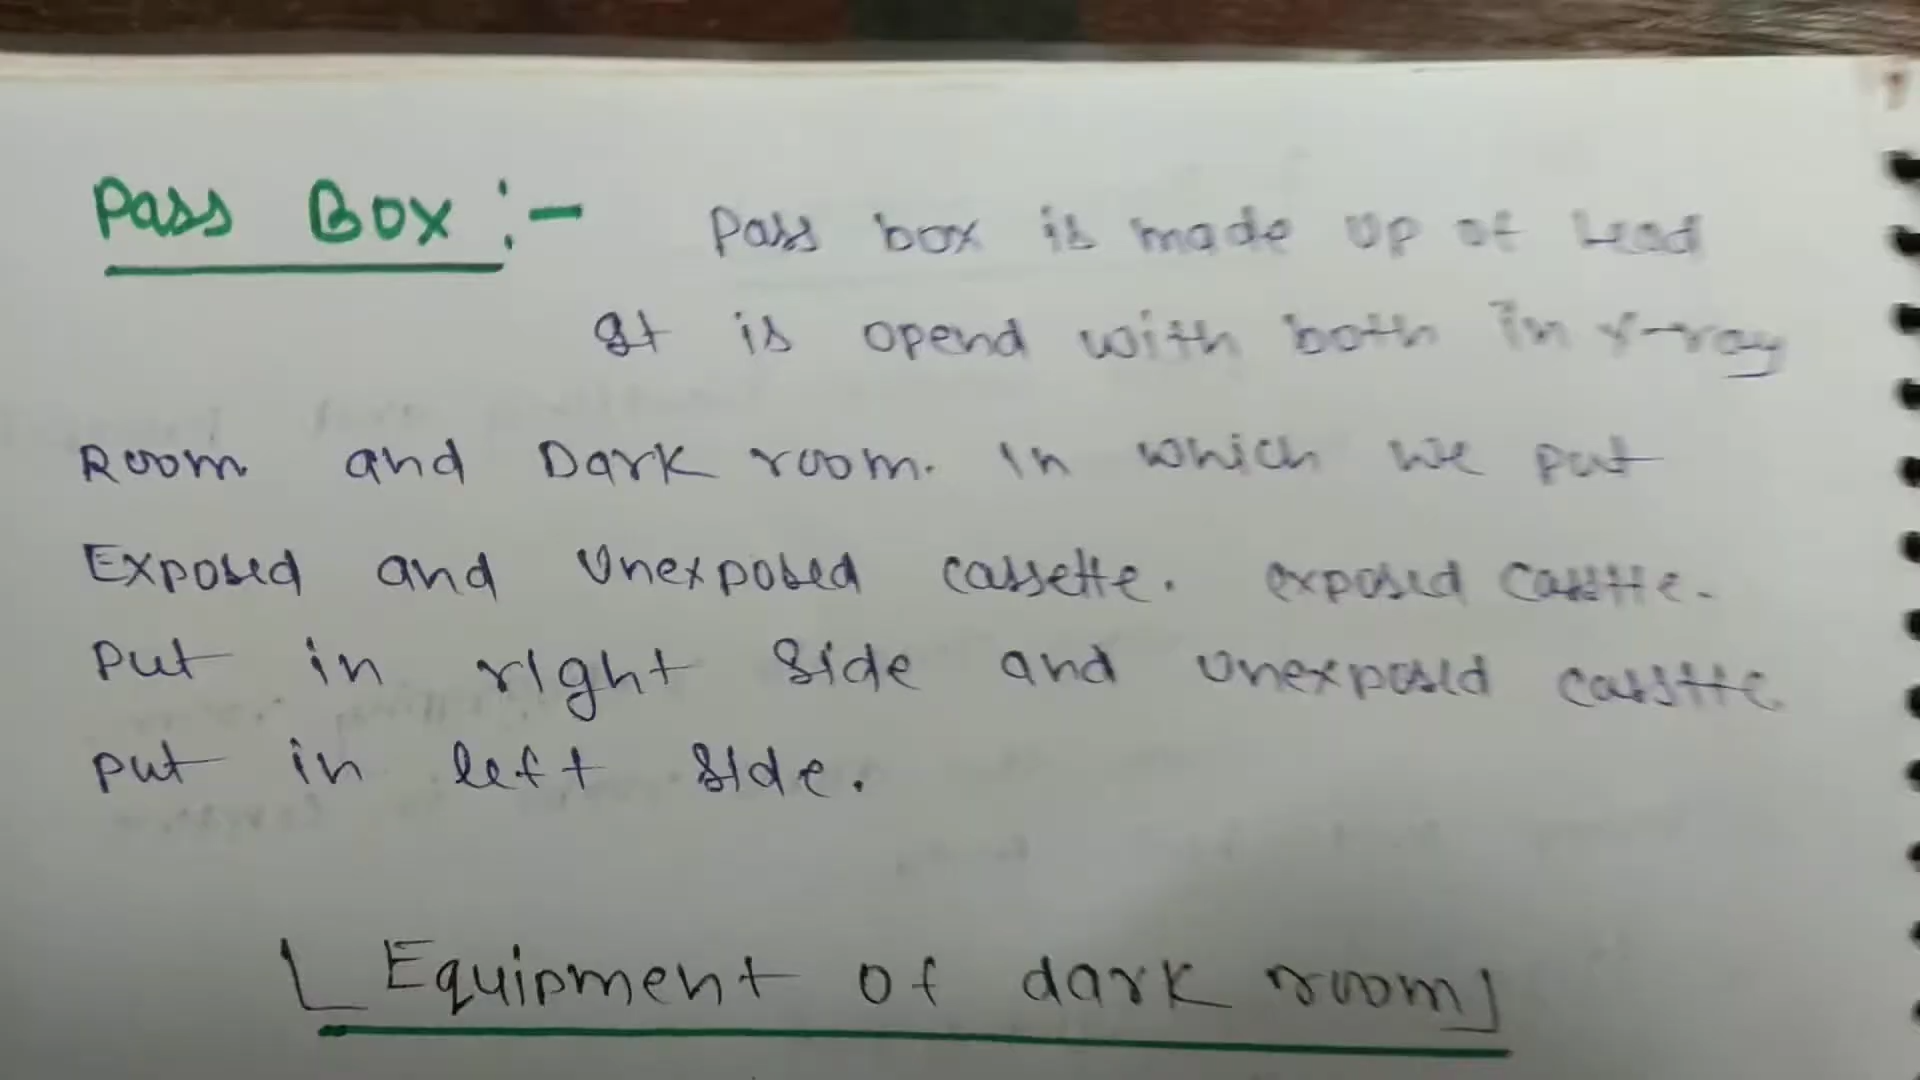 Pass Box :- Pass box is made up of Lead
It is opend with both in X-ray
Room and Dark room. In which we put
Exposed and Unexposed cassette. exposed casstte.
Put in right Side and Unexposed casstte
put in left Side.
[Equipment of dark room]